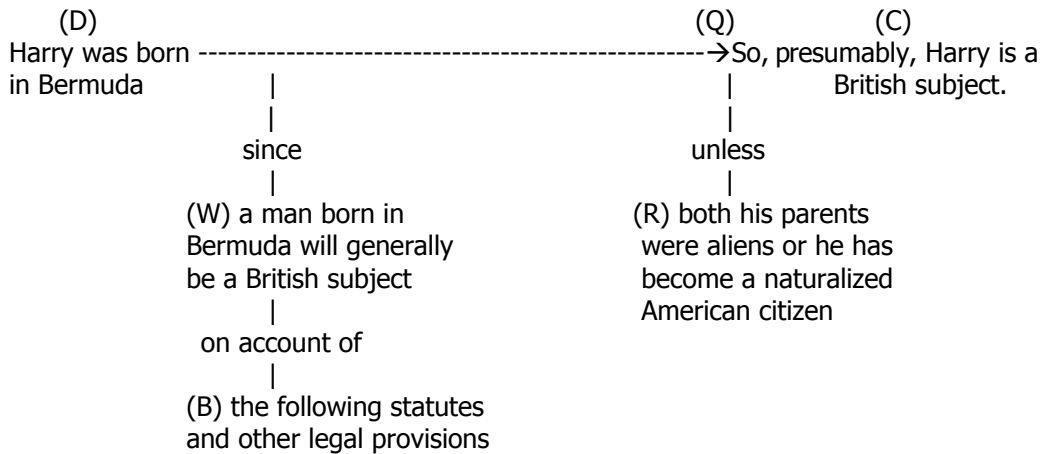 (D) (Q) (C)
Harry was born ----------------------------------------------------→So, presumably, Harry is a
in Bermuda | | British subject.
| |
since unless
| |
(W) a man born in (R) both his parents
Bermuda will generally were aliens or he has
be a British subject become a naturalized
| American citizen
on account of
|
(B) the following statutes
and other legal provisions